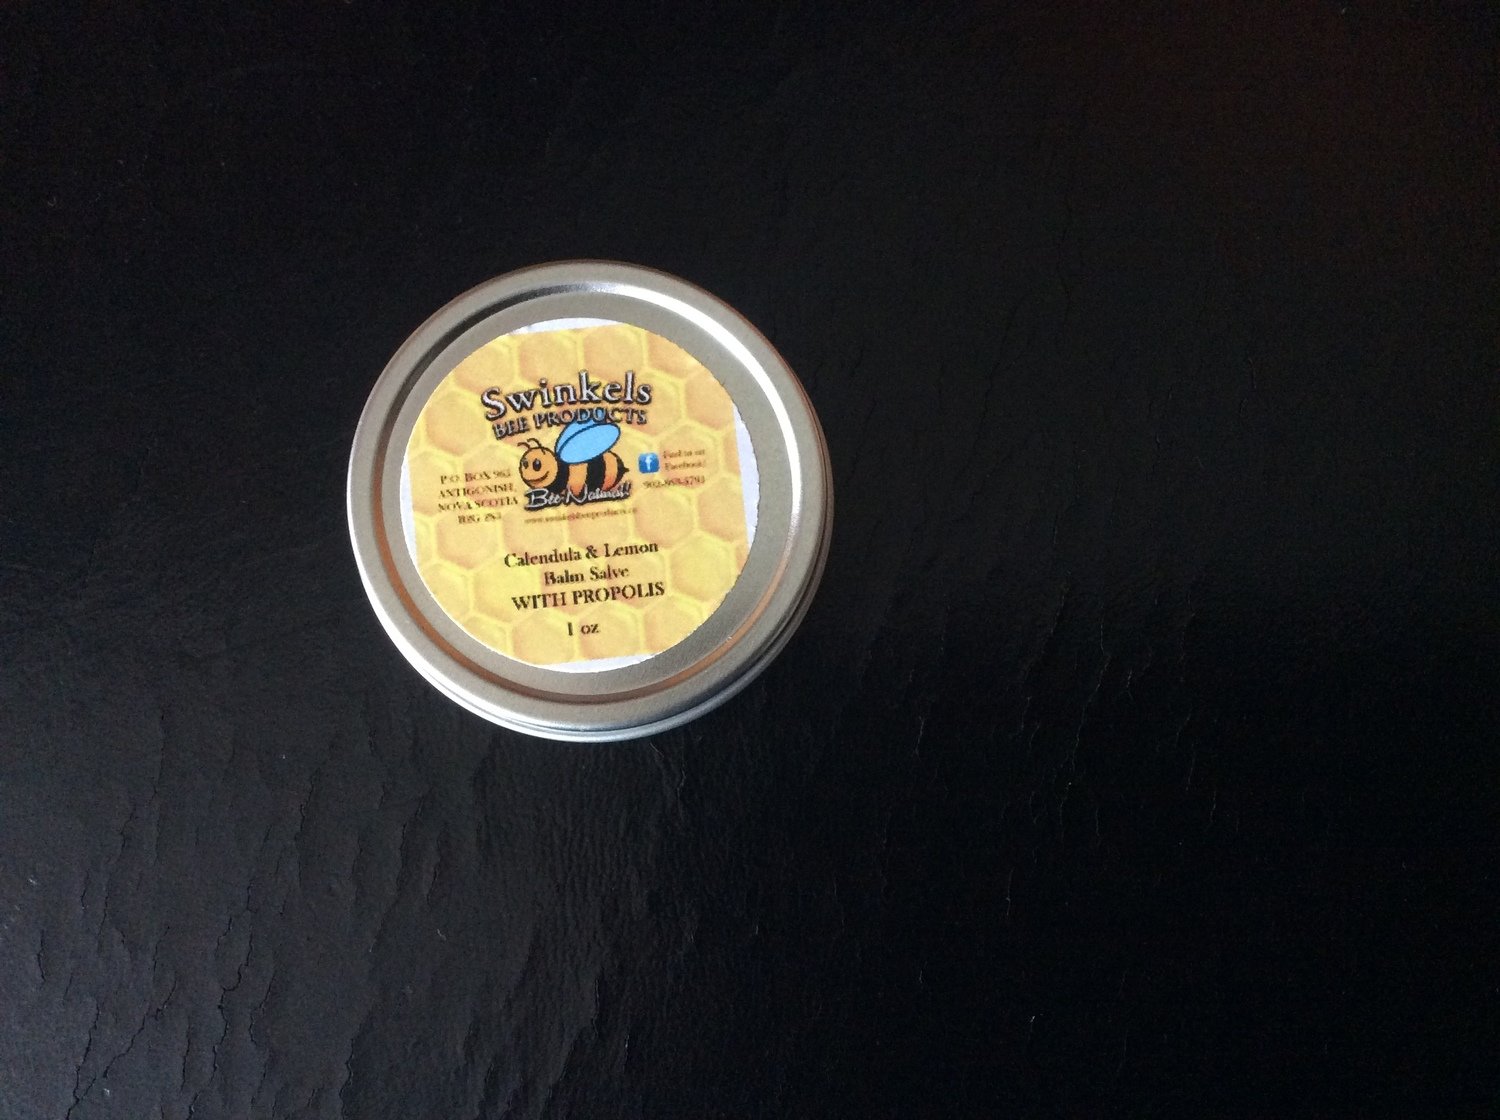 Swinkels
BEE PRODUCTS
P.O. BOX 963
ANTIGONISH,
NOVA SCOTIA
Find us on
Facebook!
Bee-Natural!
Calendula & Lemon
Balm Salve
WITH PROPOLIS
1 oz